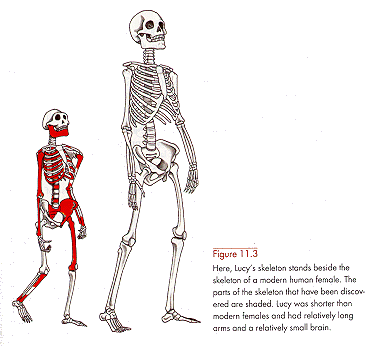 Figure 11.3
Here, Lucy's skeleton stands beside the
skeleton of a modern human female. The
parts of the skeleton that have been discov-
ered are shaded. Lucy was shorter than
modern females and had relatively long
arms and a relatively small brain.